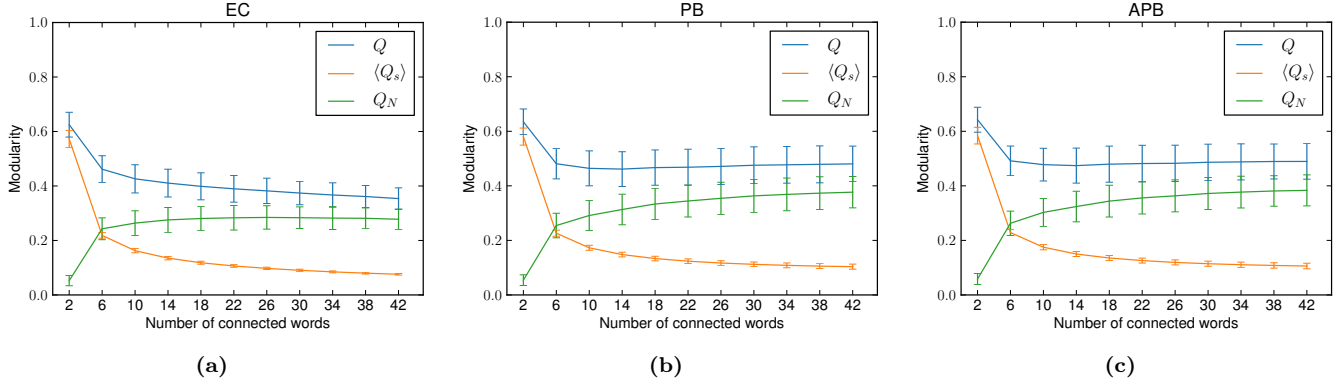 EC
1.0
0.8
0.6
0.4
0.2
0.0
Modularity
Q
⟨Q_s⟩
Q_N
2 6 10 14 18 22 26 30 34 38 42
Number of connected words
(a)
PB
1.0
0.8
0.6
0.4
0.2
0.0
Modularity
Q
⟨Q_s⟩
Q_N
2 6 10 14 18 22 26 30 34 38 42
Number of connected words
(b)
APB
1.0
0.8
0.6
0.4
0.2
0.0
Modularity
Q
⟨Q_s⟩
Q_N
2 6 10 14 18 22 26 30 34 38 42
Number of connected words
(c)